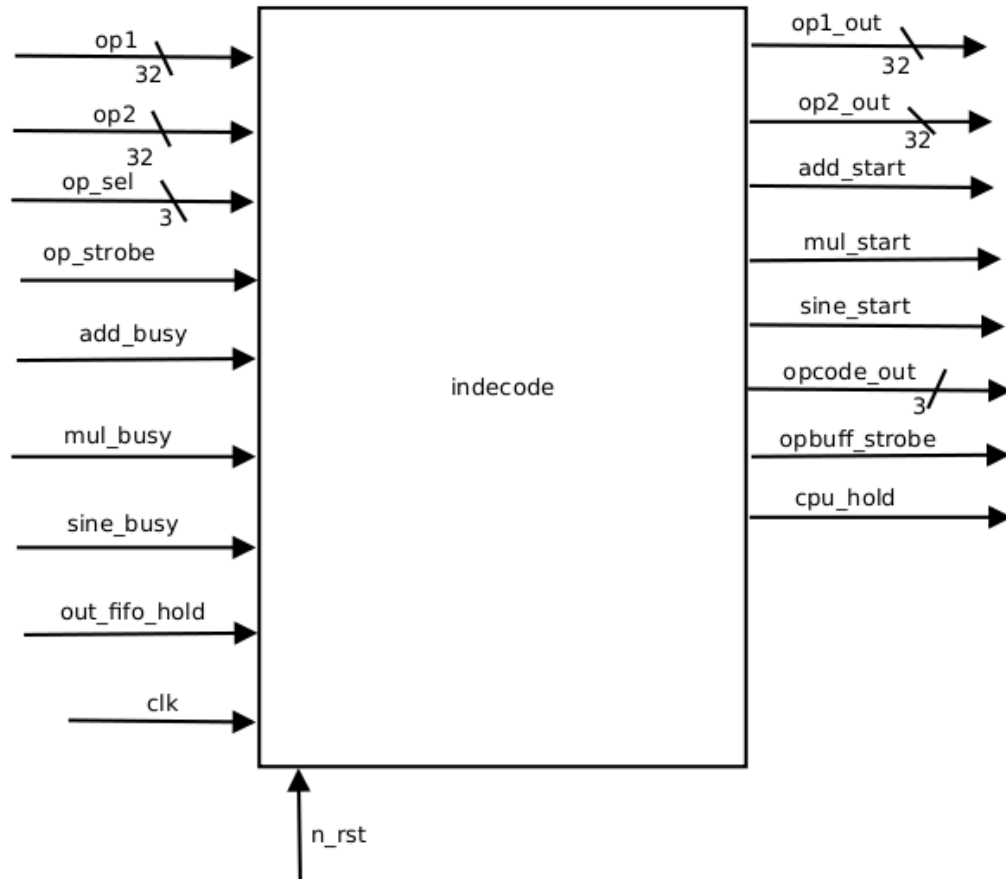 op1
32
op2
32
op_sel
3
op_strobe
add_busy
mul_busy
sine_busy
out_fifo_hold
clk
n_rst
indecode
op1_out
32
op2_out
32
add_start
mul_start
sine_start
opcode_out
3
opbuff_strobe
cpu_hold